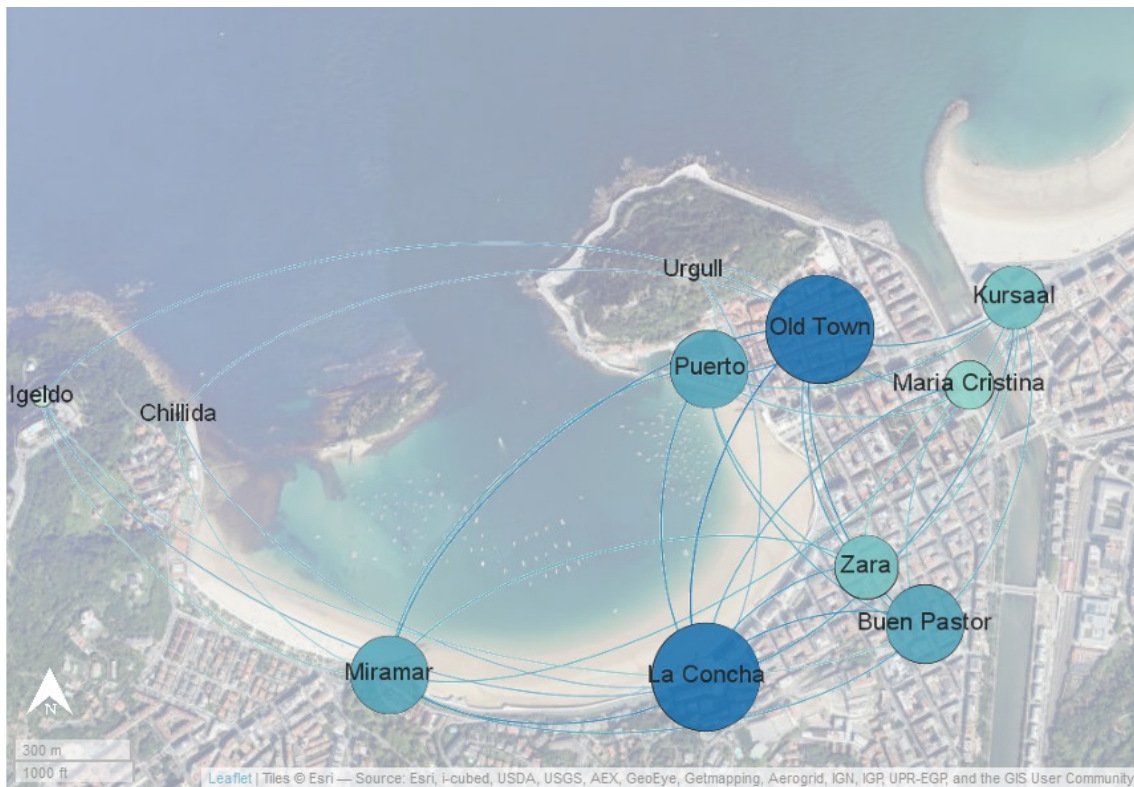 Urgull
Kursaal
Old Town
Puerto
Maria Cristina
Igeldo
Chillida
Zara
Buen Pastor
Miramar
La Concha
N
300 m
1000 ft
Leaflet | Tiles © Esri — Source: Esri, i-cubed, USDA, USGS, AEX, GeoEye, Getmapping, Aerogrid, IGN, IGP, UPR-EGP, and the GIS User Community